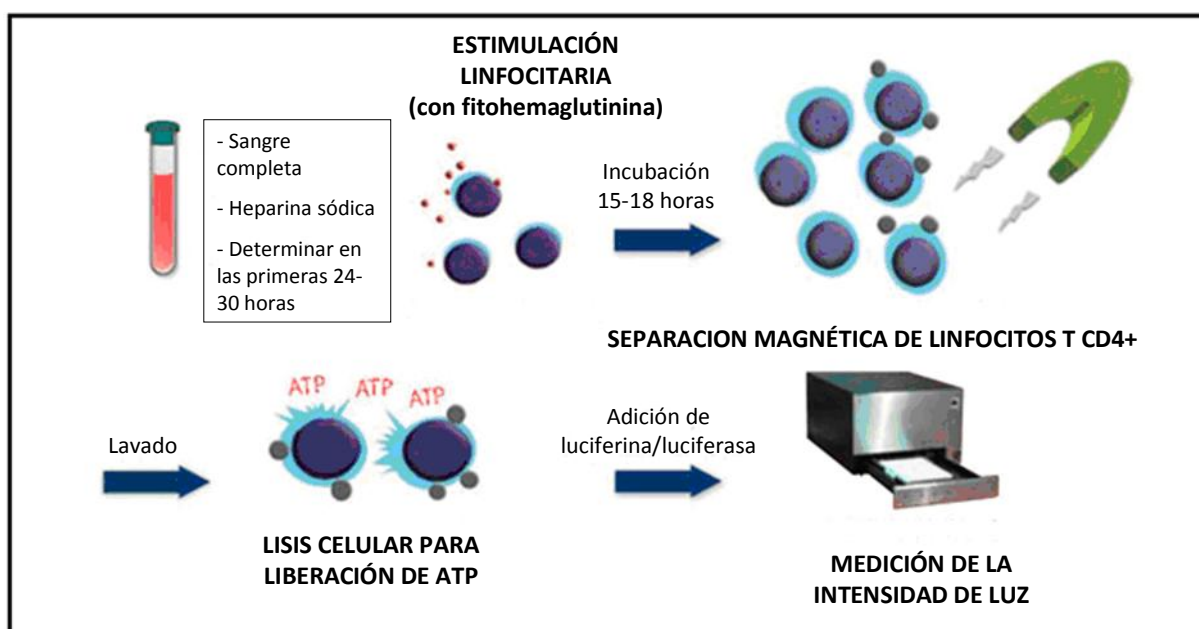 ESTIMULACIÓN
LINFOCITARIA
(con fitohemaglutinina)
- Sangre
completa
- Heparina sódica
- Determinar en
las primeras 24-
30 horas
Incubación
15-18 horas
SEPARACION MAGNÉTICA DE LINFOCITOS T CD4+
Lavado
ATP
ATP
ATP
LISIS CELULAR PARA
LIBERACIÓN DE ATP
Adición de
luciferina/luciferasa
MEDICIÓN DE LA
INTENSIDAD DE LUZ